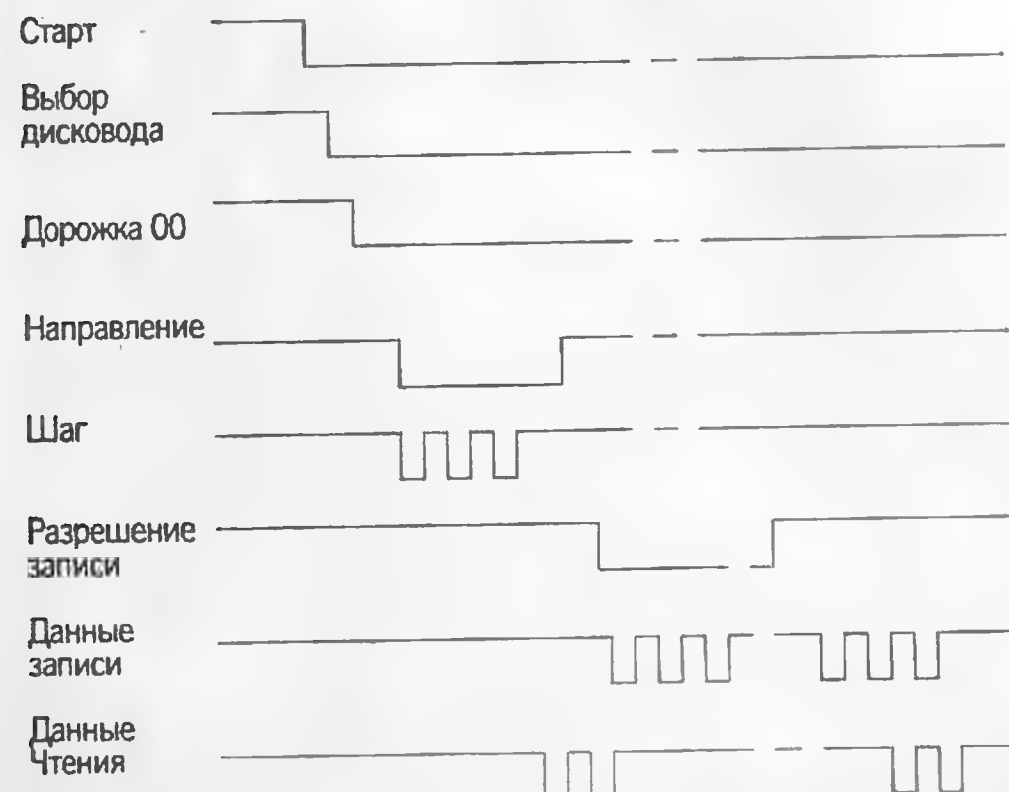 Старт
Выбор
дисковода
Дорожка 00
Направление
Шаг
Разрешение
записи
Данные
записи
Данные
Чтения